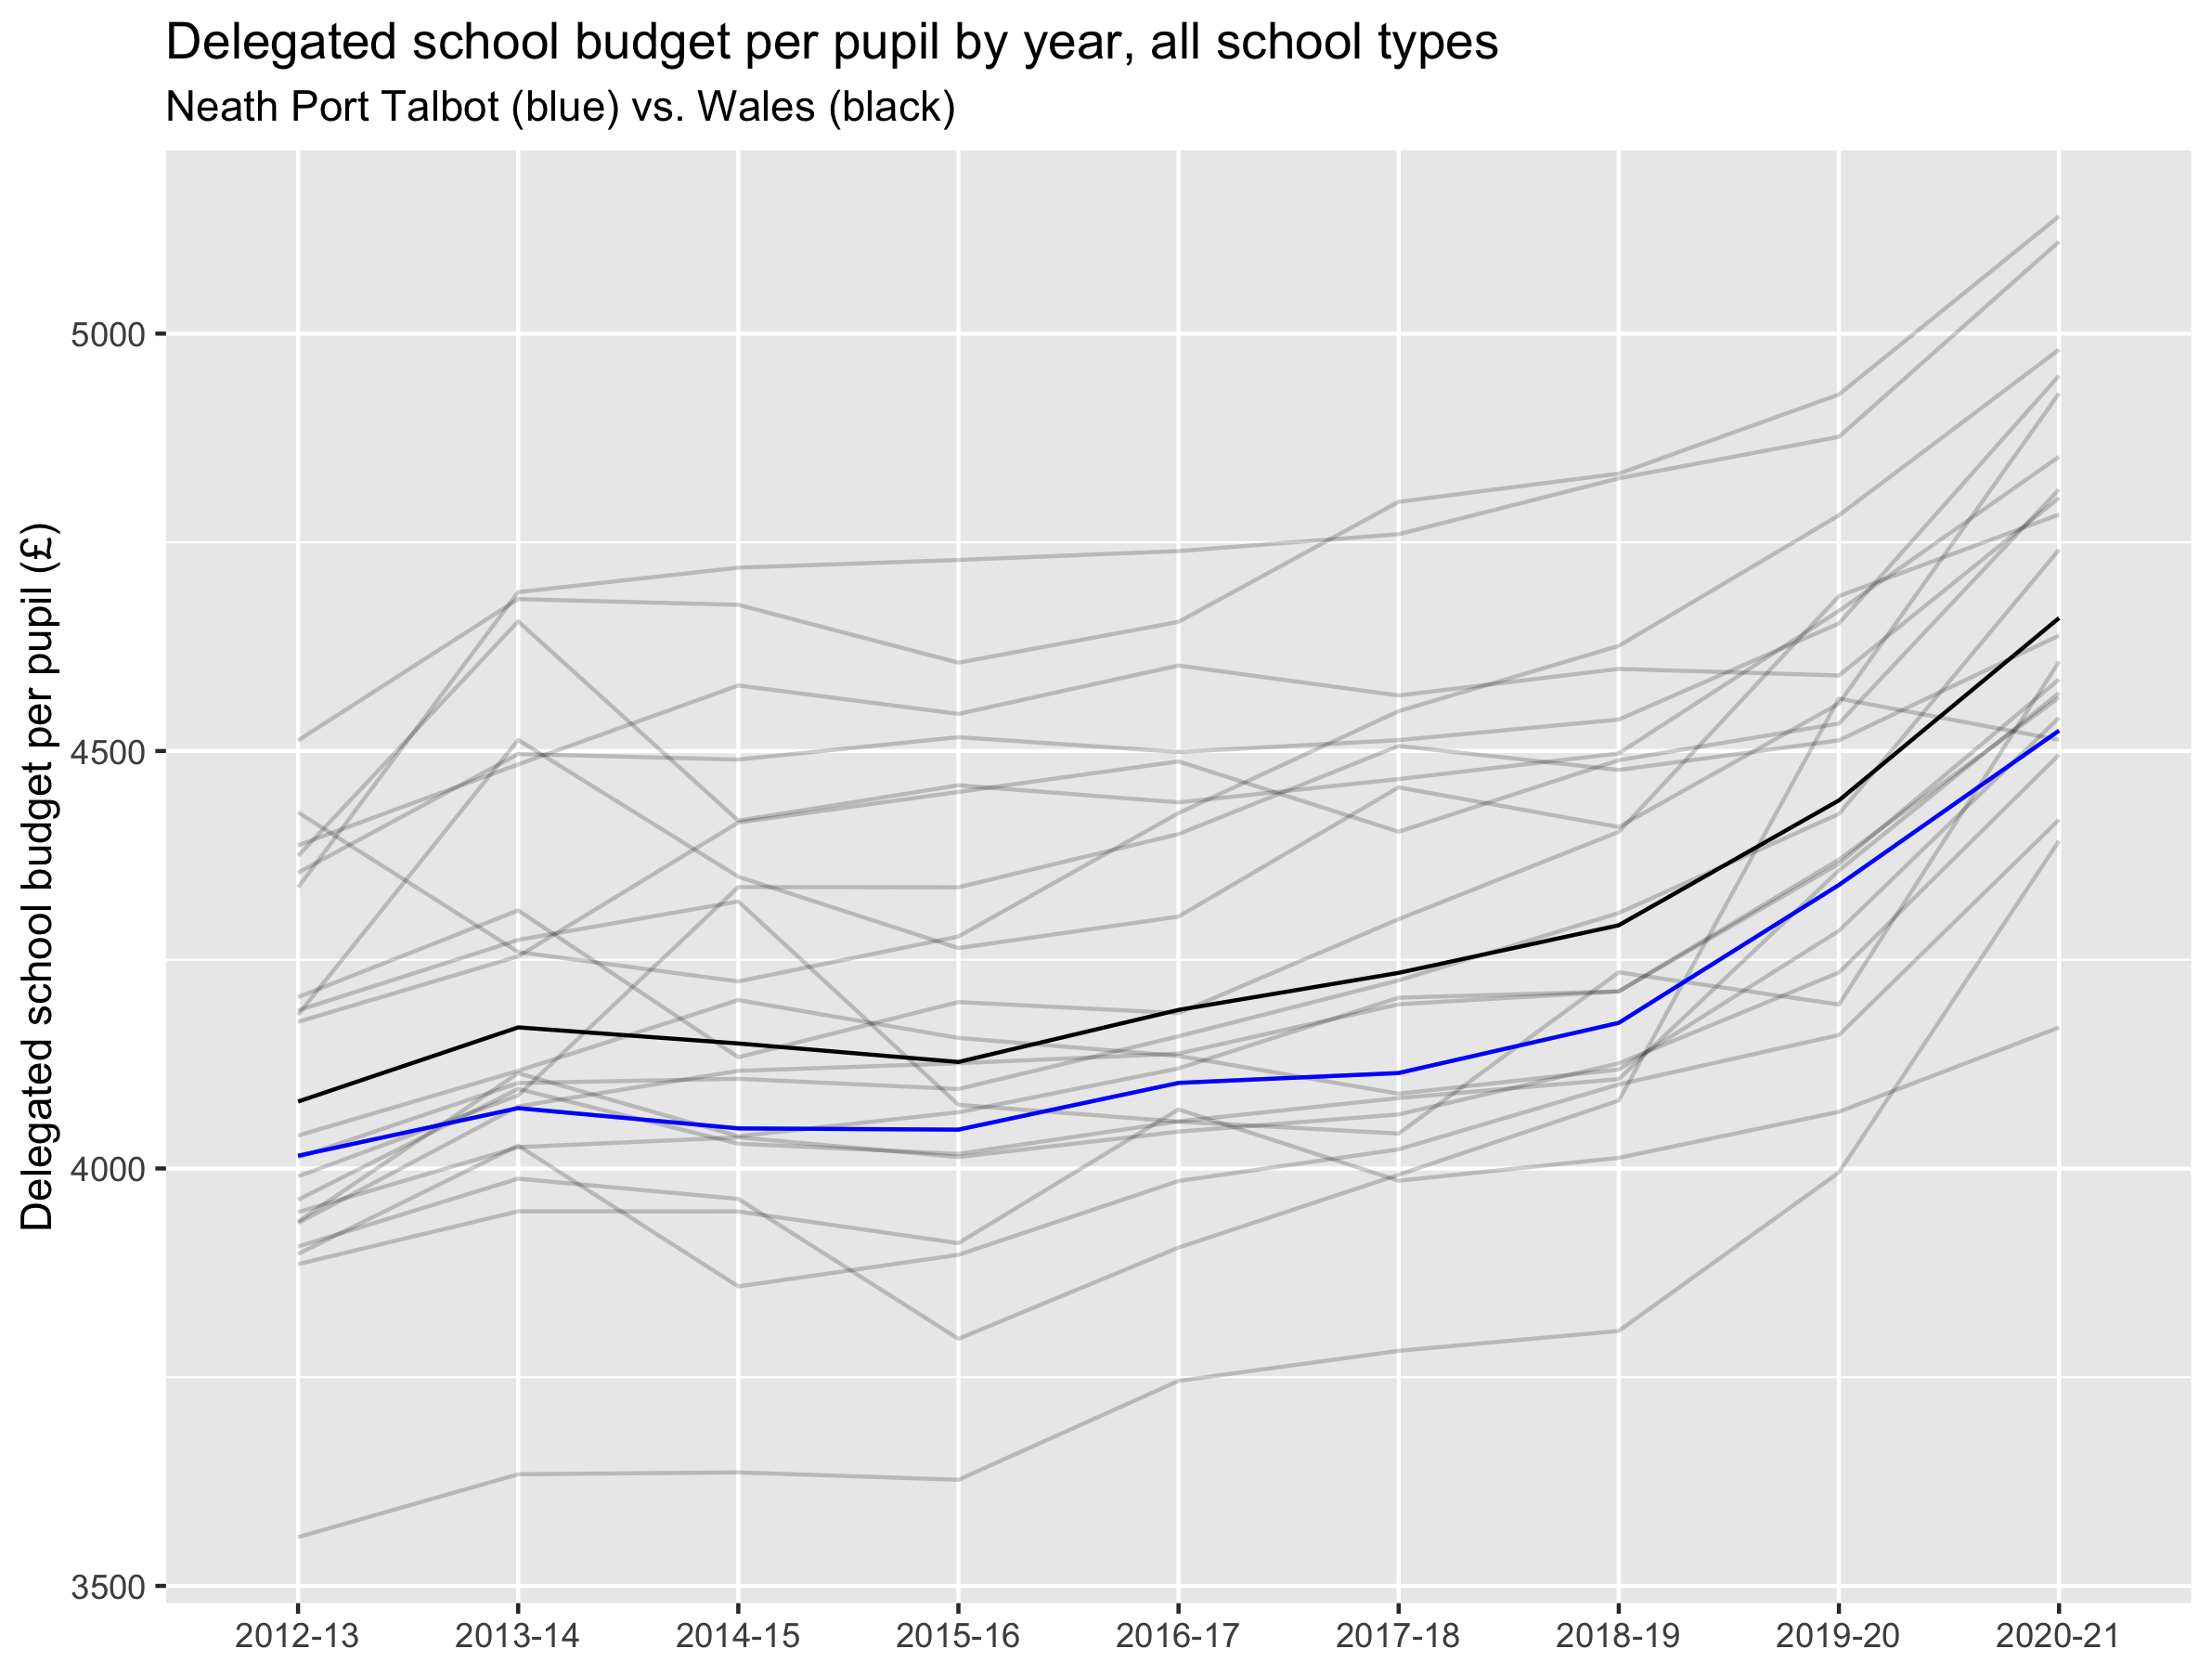 Delegated school budget per pupil by year, all school types
Neath Port Talbot (blue) vs. Wales (black)
Delegated school budget per pupil (£)
5000
4500
4000
3500
2012-13 2013-14 2014-15 2015-16 2016-17 2017-18 2018-19 2019-20 2020-21